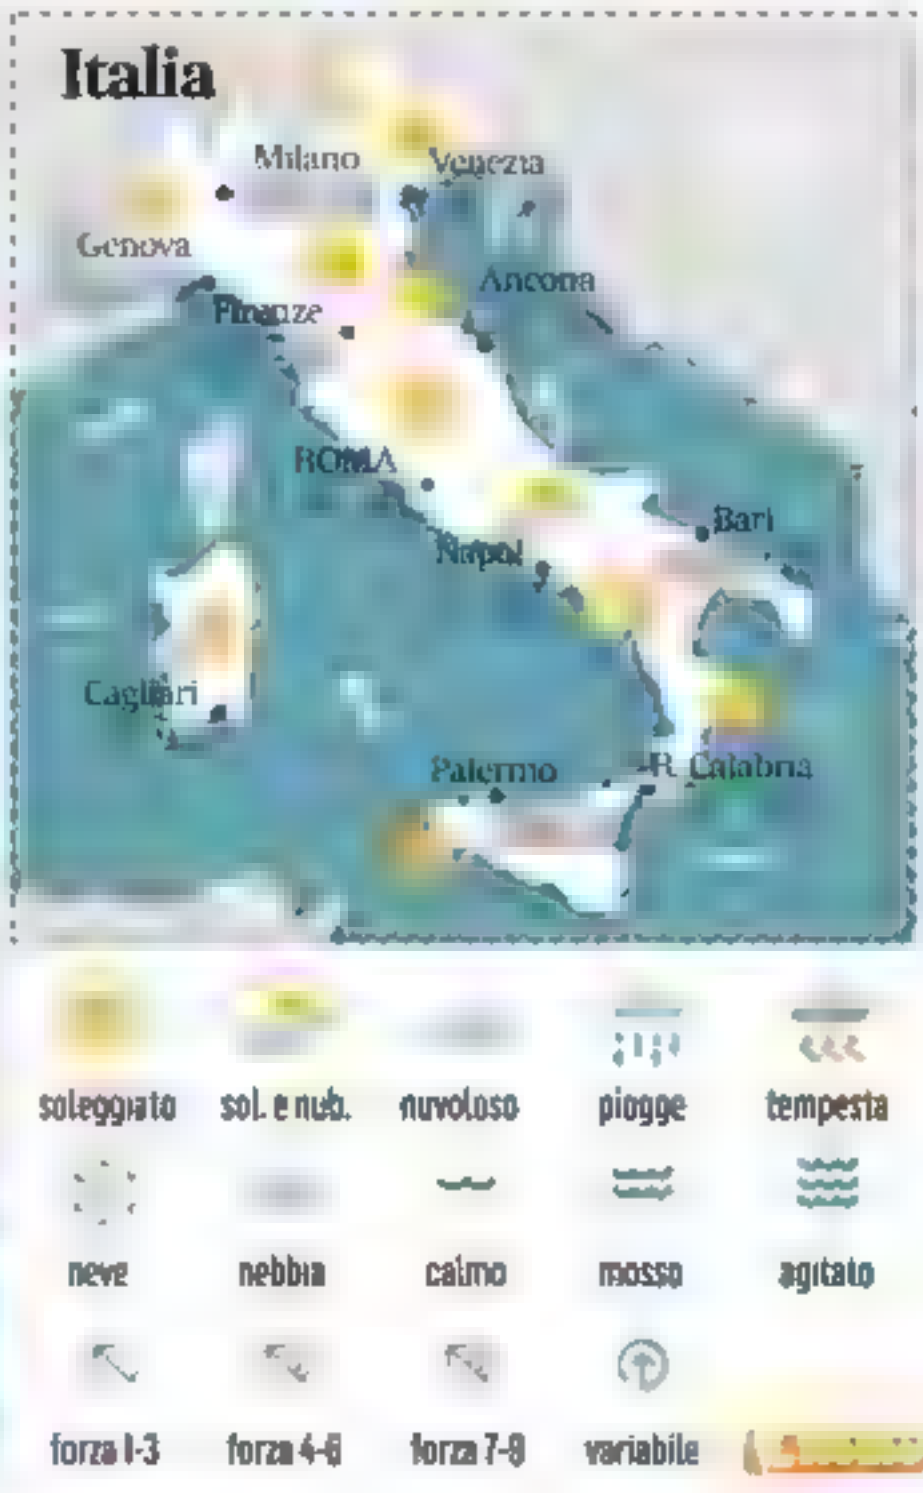 Italia
Milano
Venezia
Genova
Ancona
Firenze
ROMA
Bari
Napoli
Cagliari
Palermo
R. Calabria
soleggiato sol. e nub. nuvoloso piogge tempesta
neve nebbia calmo mosso agitato
forza 1-3 forza 4-6 forza 7-9 variabile